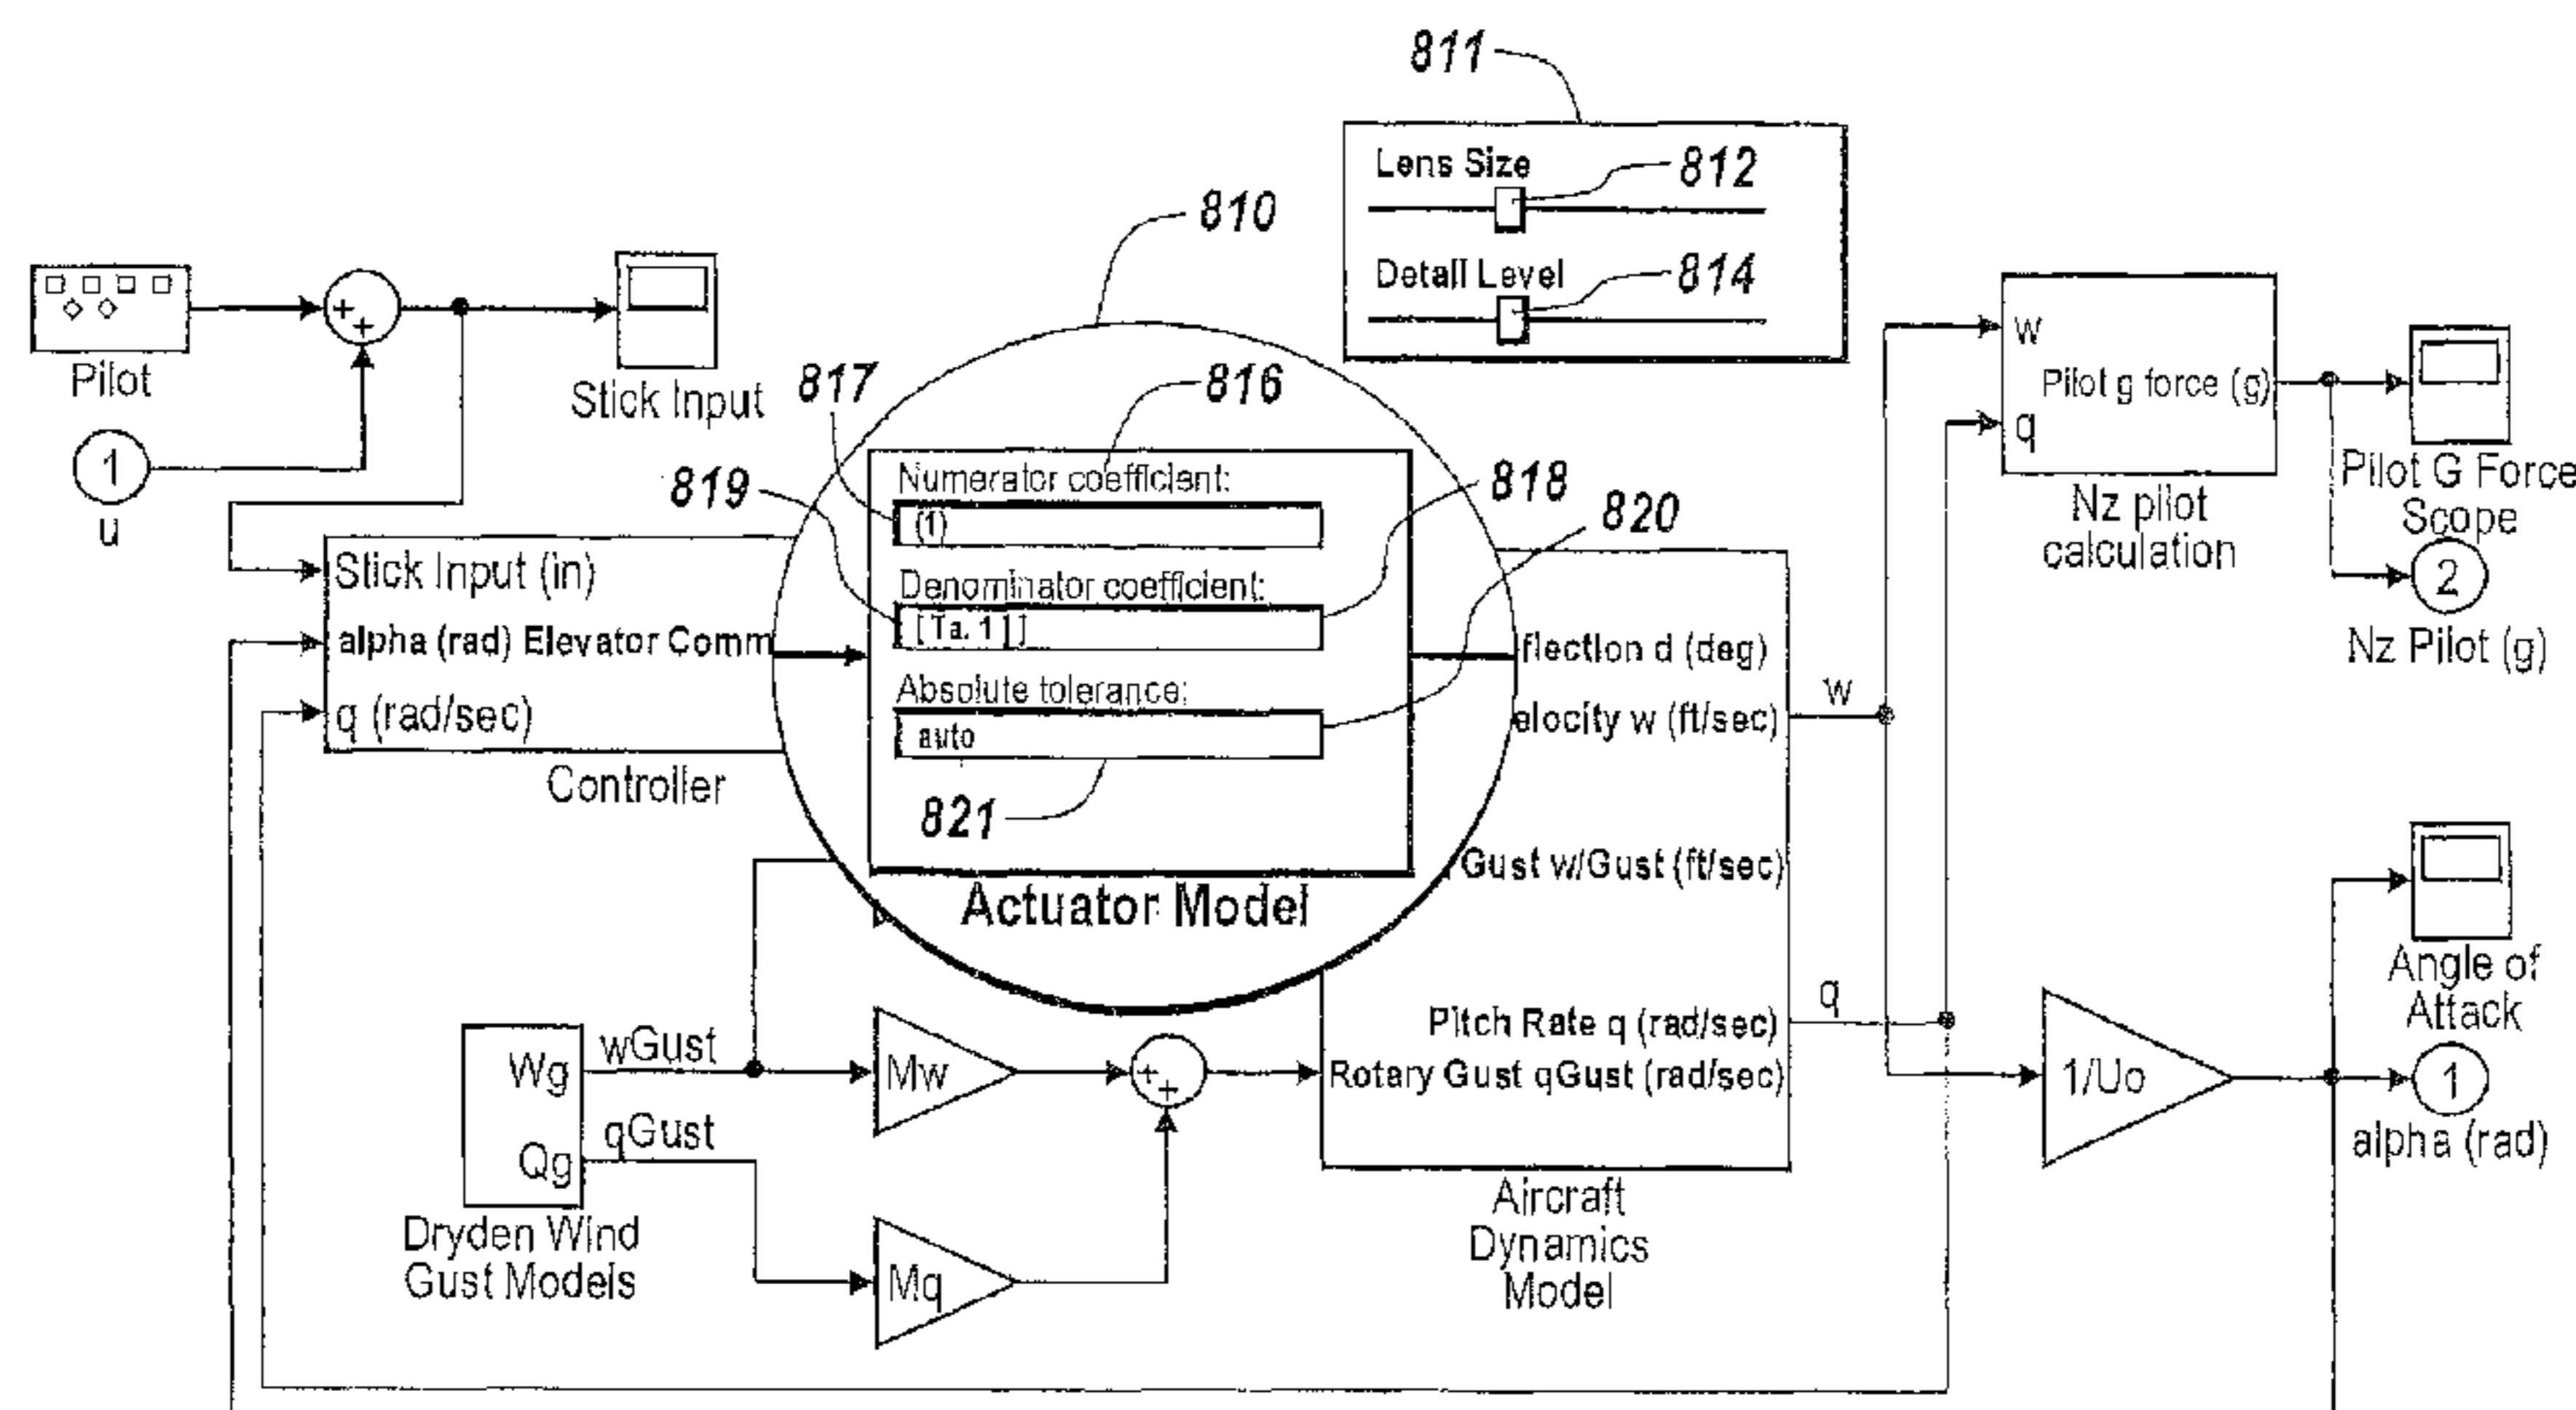 811
Lens Size
812
810
Detail Level
814
+
+
Pilot
Stick Input
1
u
817
816
819
818
820
Numerator coefficient:
(1)
Denominator coefficient:
[ Ta. 1 ] ]
Absolute tolerance:
auto
821
Actuator Model
Stick Input (in)
alpha (rad) Elevator Comm
q (rad/sec)
Controller
flection d (deg)
elocity w (ft/sec)
Gust w/Gust (ft/sec)
Pitch Rate q (rad/sec)
Rotary Gust qGust (rad/sec)
Aircraft
Dynamics
Model
w
q
w
Pilot g force (g)
q
Nz pilot
calculation
Pilot G Force
Scope
2
Nz Pilot (g)
Wg
Qg
wGust
qGust
Dryden Wind
Gust Models
Mw
Mq
+
+
1/Uo
Angle of
Attack
1
alpha (rad)